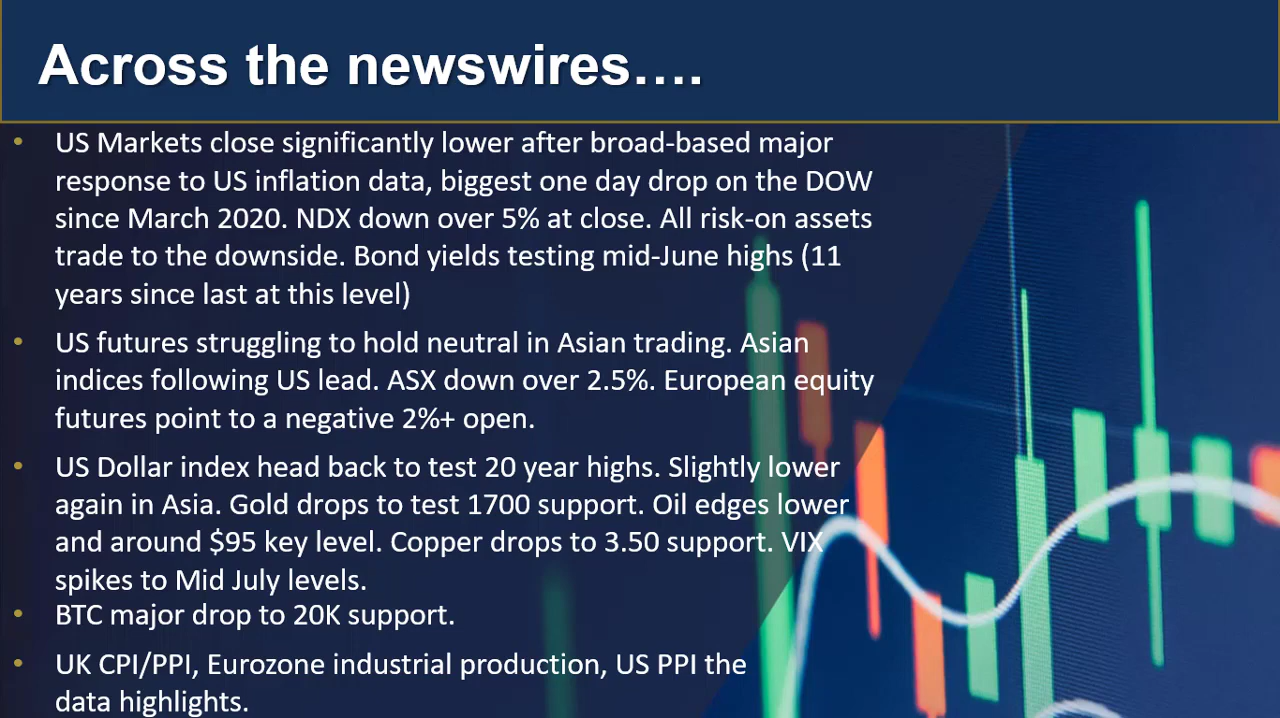 Across the newswires….
• US Markets close significantly lower after broad-based major
response to US inflation data, biggest one day drop on the DOW
since March 2020. NDX down over 5% at close. All risk-on assets
trade to the downside. Bond yields testing mid-June highs (11
years since last at this level)
• US futures struggling to hold neutral in Asian trading. Asian
indices following US lead. ASX down over 2.5%. European equity
futures point to a negative 2%+ open.
• US Dollar index head back to test 20 year highs. Slightly lower
again in Asia. Gold drops to test 1700 support. Oil edges lower
and around $95 key level. Copper drops to 3.50 support. VIX
spikes to Mid July levels.
• BTC major drop to 20K support.
• UK CPI/PPI, Eurozone industrial production, US PPI the
data highlights.